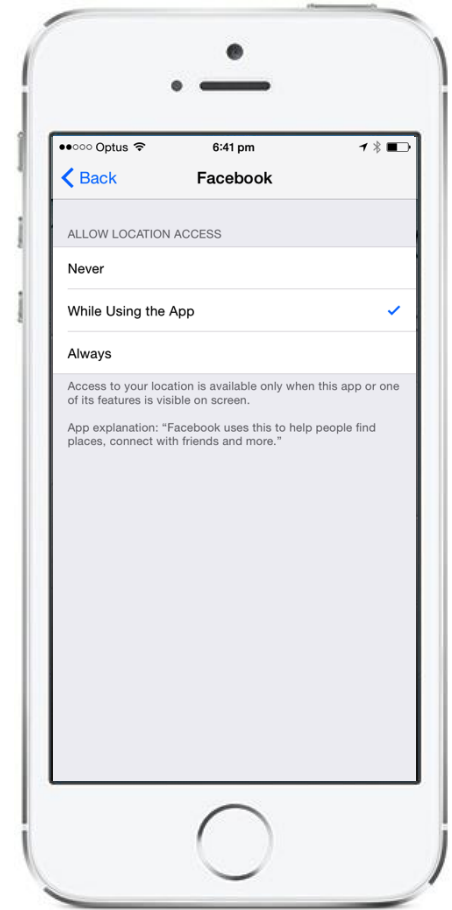 Optus 6:41 pm
Back Facebook
ALLOW LOCATION ACCESS
Never
While Using the App
Always
Access to your location is available only when this app or one
of its features is visible on screen.
App explanation: “Facebook uses this to help people find
places, connect with friends and more.”